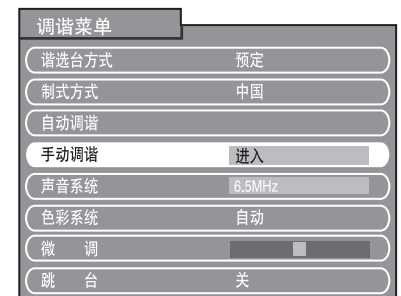 调谐菜单
谐选台方式 预定
制式方式 中国
自动调谐
手动调谐 进入
声音系统 6.5MHz
色彩系统 自动
微 调
跳 台 关